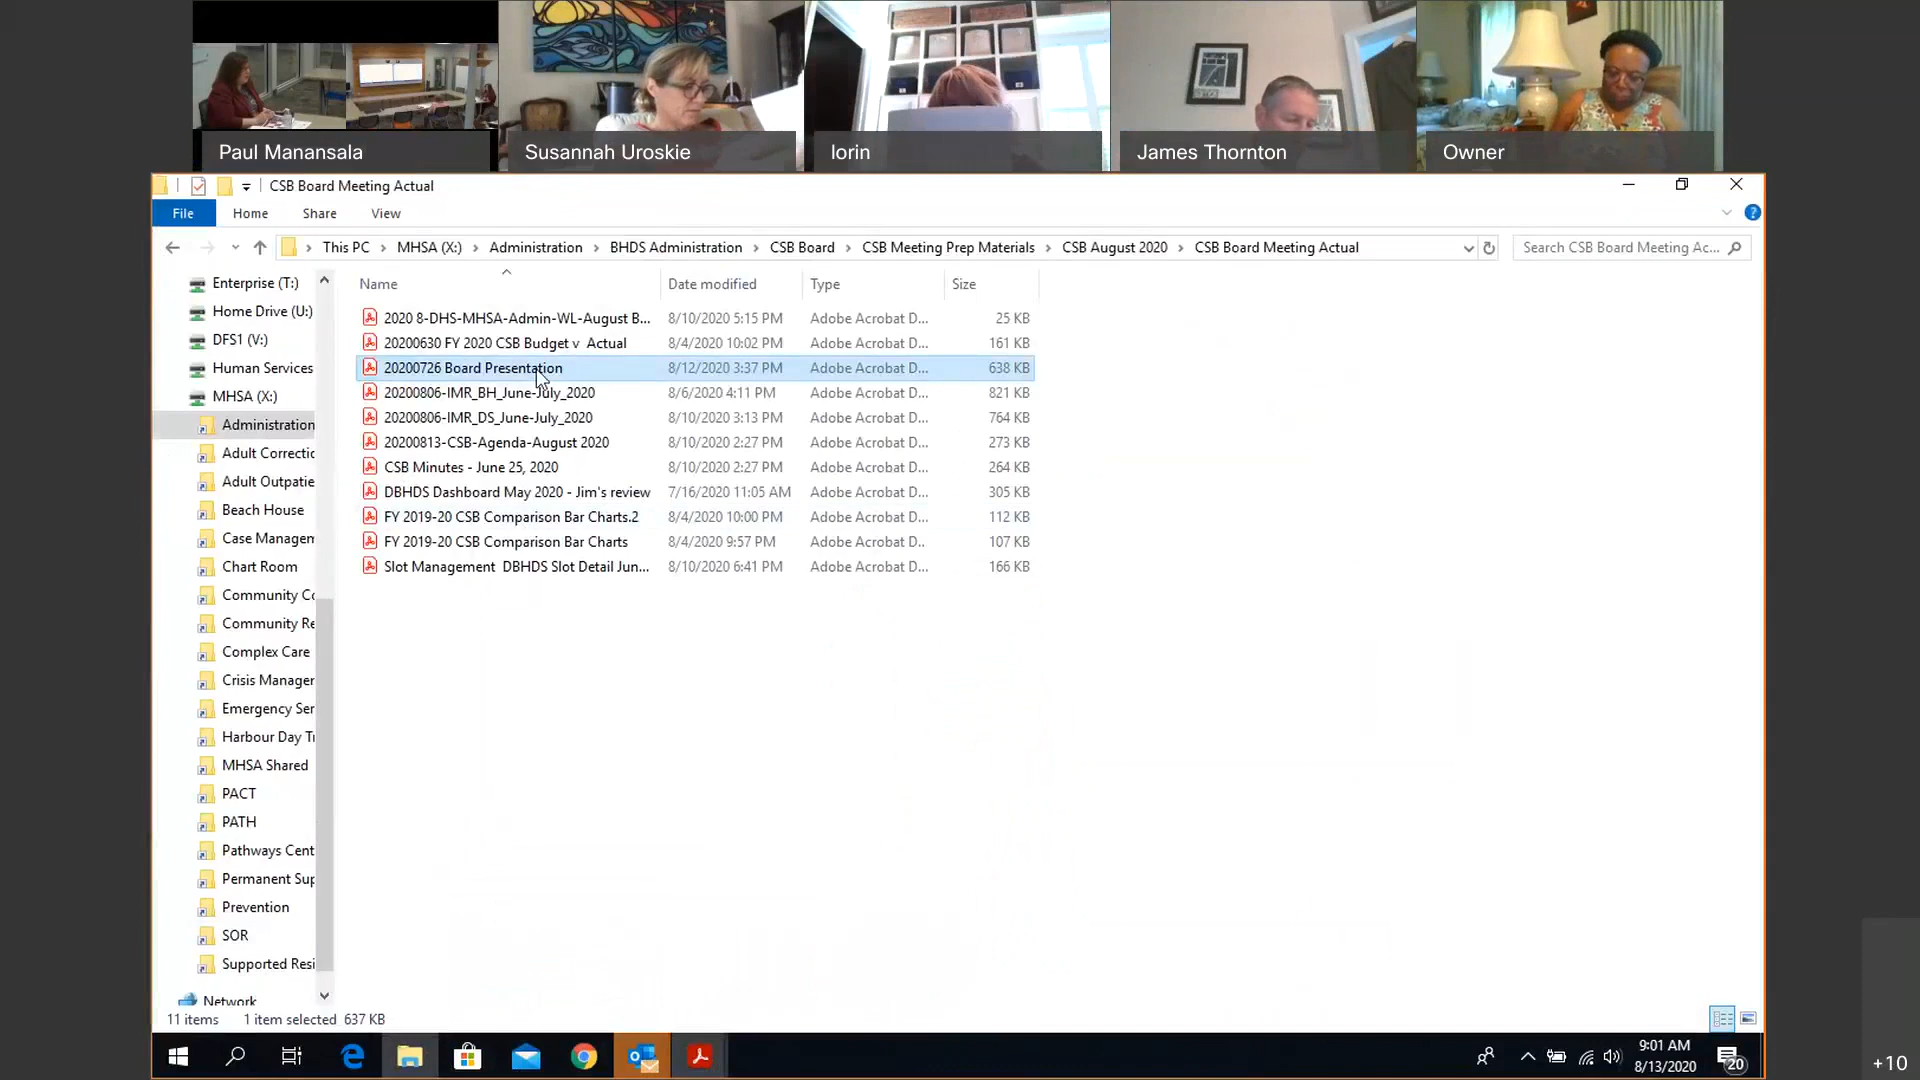 Paul Manansala
Susannah Uroskie
lorin
James Thornton
Owner
CSB Board Meeting Actual
File Home Share View
This PC MHSA (X:) Administration BHDS Administration CSB Board CSB Meeting Prep Materials CSB August 2020 CSB Board Meeting Actual
Search CSB Board Meeting Ac...
Enterprise (T:)
Home Drive (U:)
DFS1 (V:)
Human Services
MHSA (X:)
Administration
Adult Correctic
Adult Outpatie
Beach House
Case Managem
Chart Room
Community Cc
Community Re
Complex Care
Crisis Manager
Emergency Ser
Harbour Day Tr
MHSA Shared
PACT
PATH
Pathways Cent
Permanent Sup
Prevention
SOR
Supported Resi
Network
Name Date modified Type Size
2020 8-DHS-MHSA-Admin-WL-August B... 8/10/2020 5:15 PM Adobe Acrobat D... 25 KB
20200630 FY 2020 CSB Budget v Actual 8/4/2020 10:02 PM Adobe Acrobat D... 161 KB
20200726 Board Presentation 8/12/2020 3:37 PM Adobe Acrobat D... 638 KB
20200806-IMR_BH_June-July_2020 8/6/2020 4:11 PM Adobe Acrobat D... 821 KB
20200806-IMR_DS_June-July_2020 8/10/2020 3:13 PM Adobe Acrobat D... 764 KB
20200813-CSB-Agenda-August 2020 8/10/2020 2:27 PM Adobe Acrobat D... 273 KB
CSB Minutes - June 25, 2020 8/10/2020 2:27 PM Adobe Acrobat D... 264 KB
DBHDS Dashboard May 2020 - Jim's review 7/16/2020 11:05 AM Adobe Acrobat D... 305 KB
FY 2019-20 CSB Comparison Bar Charts.2 8/4/2020 10:00 PM Adobe Acrobat D... 112 KB
FY 2019-20 CSB Comparison Bar Charts 8/4/2020 9:57 PM Adobe Acrobat D.. 107 KB
Slot Management DBHDS Slot Detail Jun... 8/10/2020 6:41 PM Adobe Acrobat D... 166 KB
11 items 1 item selected 637 KB
9:01 AM
8/13/2020
20
+10